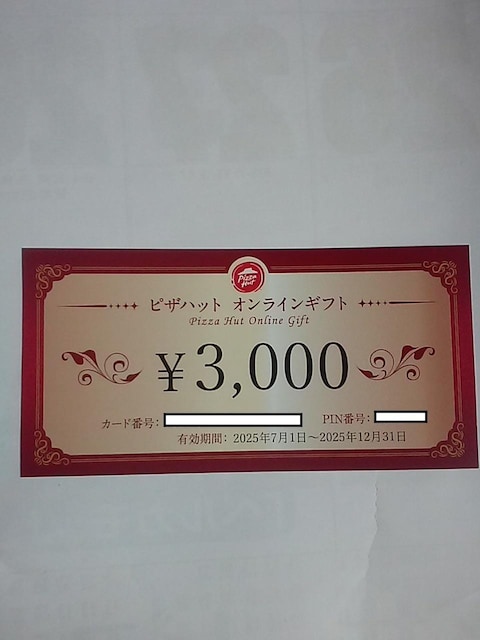 Pizza
Hut
ピザハット オンラインギフト
Pizza Hut Online Gift
¥3,000
カード番号: PIN番号:
有効期間: 2025年7月1日～2025年12月31日